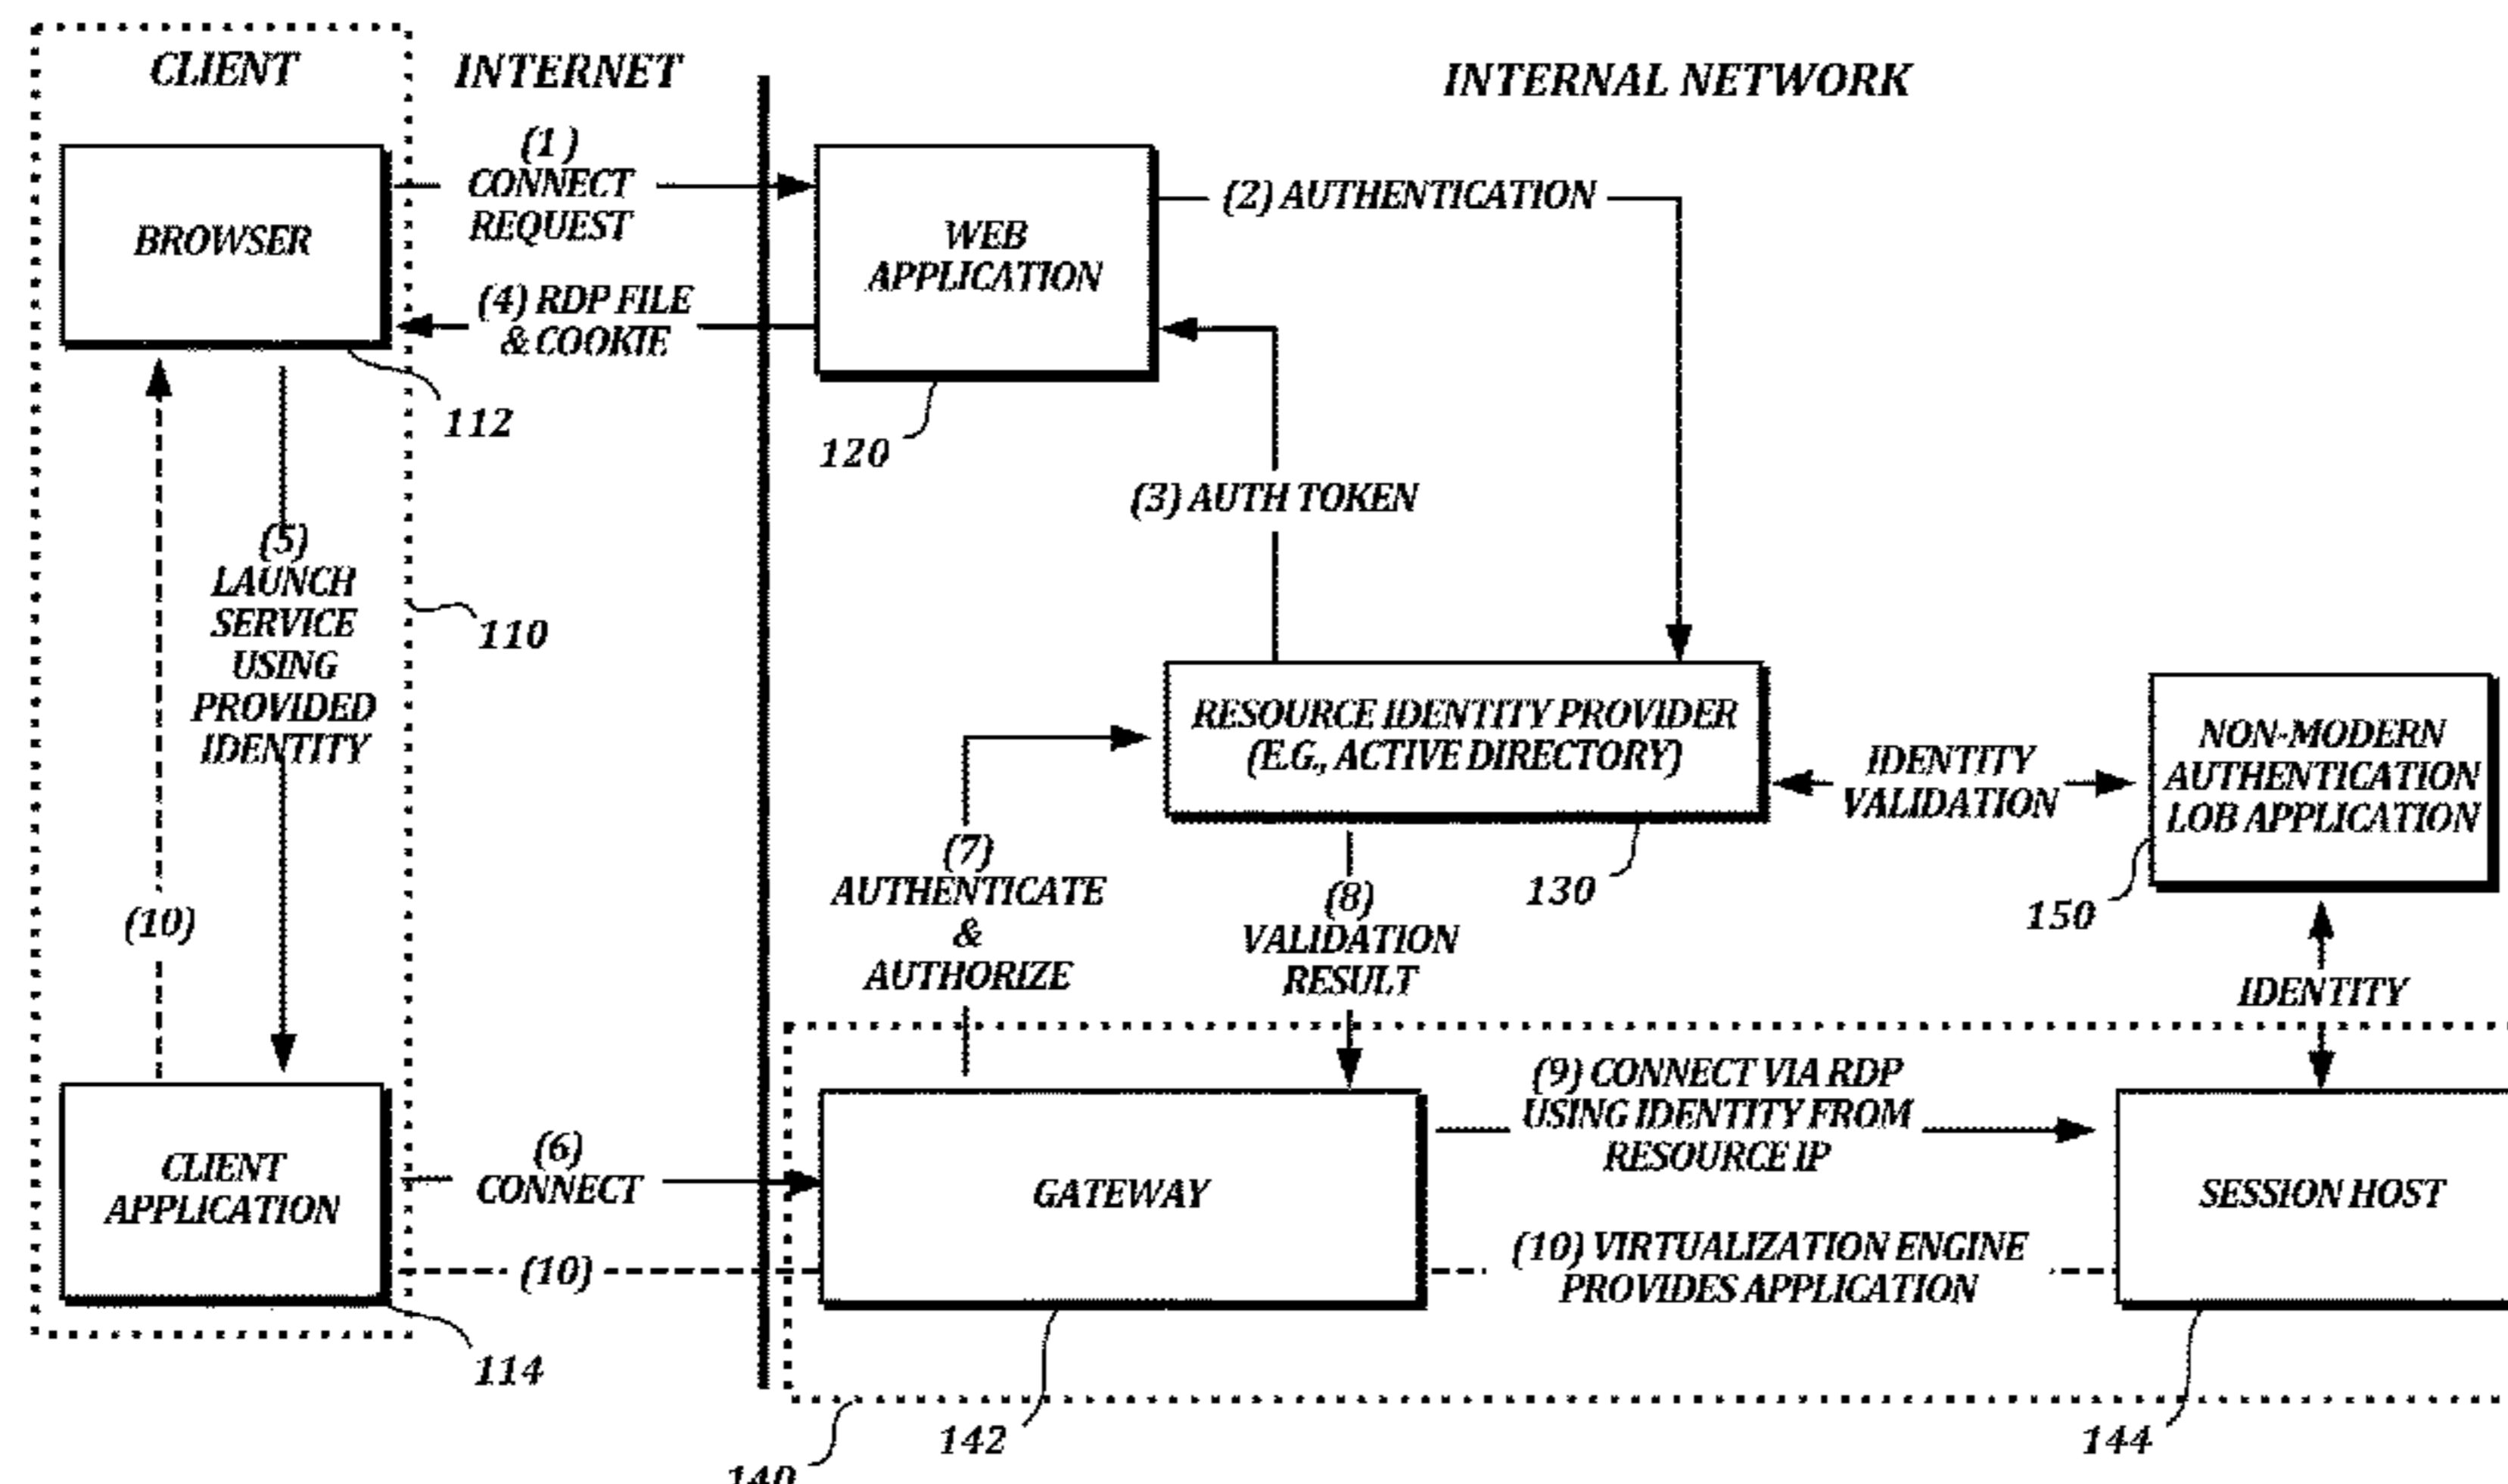 CLIENT
INTERNET
INTERNAL NETWORK
(1)
CONNECT
REQUEST
BROWSER
WEB
APPLICATION
(2) AUTHENTICATION
(4) RDP FILE
& COOKIE
112
120
(3) AUTH TOKEN
(5)
LAUNCH
SERVICE
USING
PROVIDED
IDENTITY
110
RESOURCE IDENTITY PROVIDER
(E.G., ACTIVE DIRECTORY)
IDENTITY
VALIDATION
NON-MODERN
AUTHENTICATION
LOB APPLICATION
(7)
AUTHENTICATE
&
AUTHORIZE
(8)
VALIDATION
RESULT
130
150
(10)
IDENTITY
(9) CONNECT VIA RDP
USING IDENTITY FROM
RESOURCE IP
CLIENT
APPLICATION
(6)
CONNECT
GATEWAY
SESSION HOST
(10)
(10) VIRTUALIZATION ENGINE
PROVIDES APPLICATION
114
142
144
140